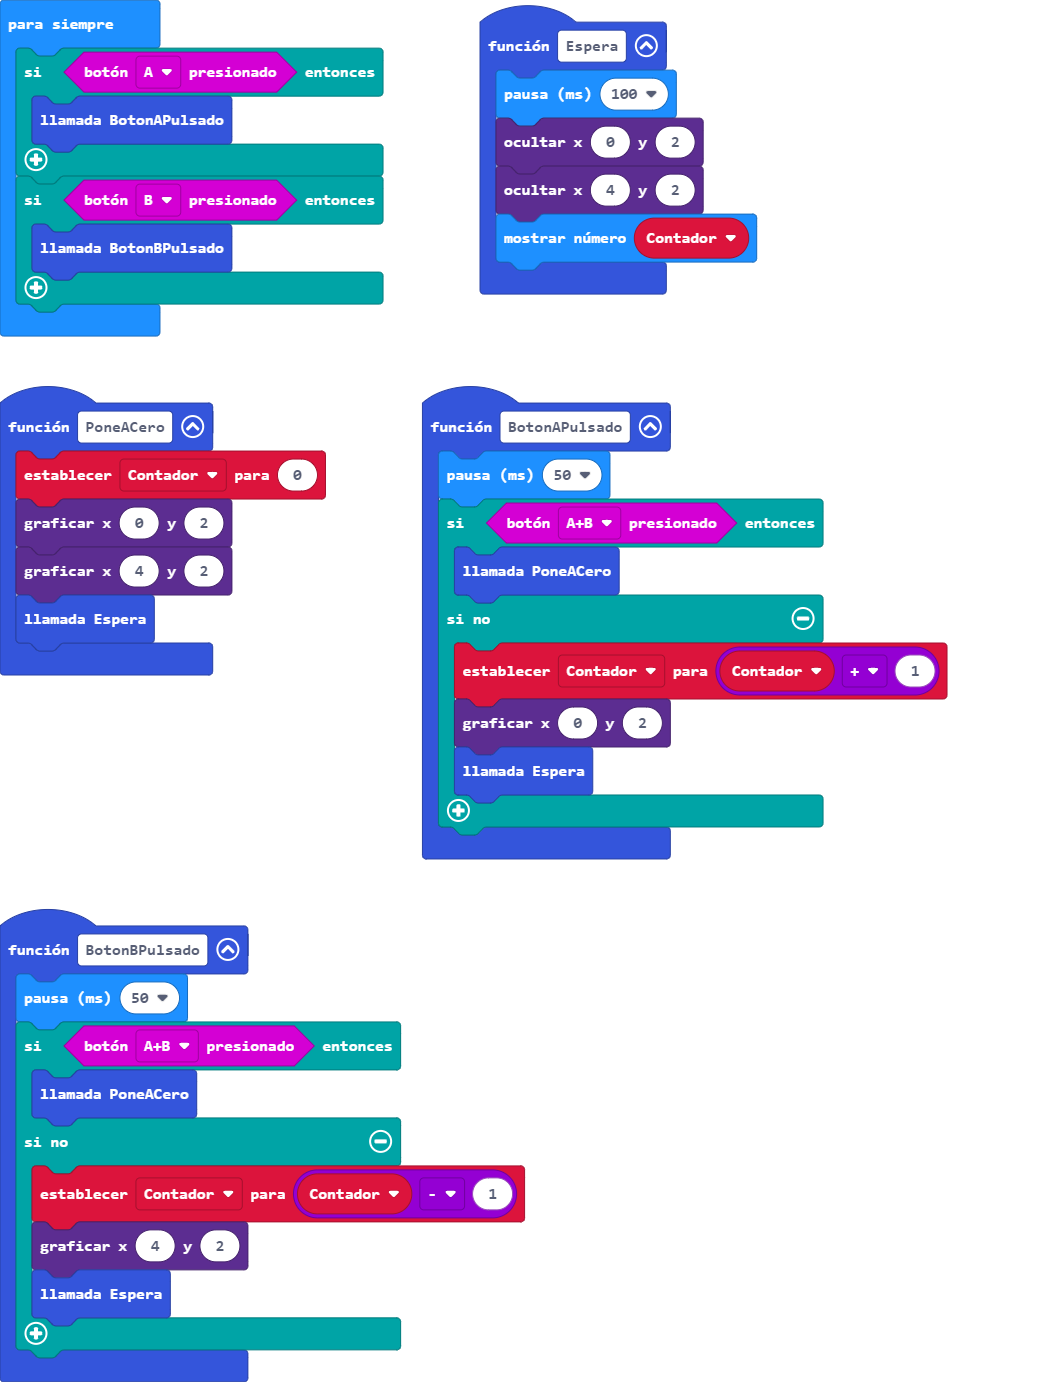 para siempre
si botón A presionado entonces
llamada BotonAPulsado
si botón B presionado entonces
llamada BotonBPulsado
función Espera
pausa (ms) 100
ocultar x 0 y 2
ocultar x 4 y 2
mostrar número Contador
función PoneACero
establecer Contador para 0
graficar x 0 y 2
graficar x 4 y 2
llamada Espera
función BotonAPulsado
pausa (ms) 50
si botón A+B presionado entonces
llamada PoneACero
si no
establecer Contador para Contador + 1
graficar x 0 y 2
llamada Espera
función BotonBPulsado
pausa (ms) 50
si botón A+B presionado entonces
llamada PoneACero
si no
establecer Contador para Contador - 1
graficar x 4 y 2
llamada Espera